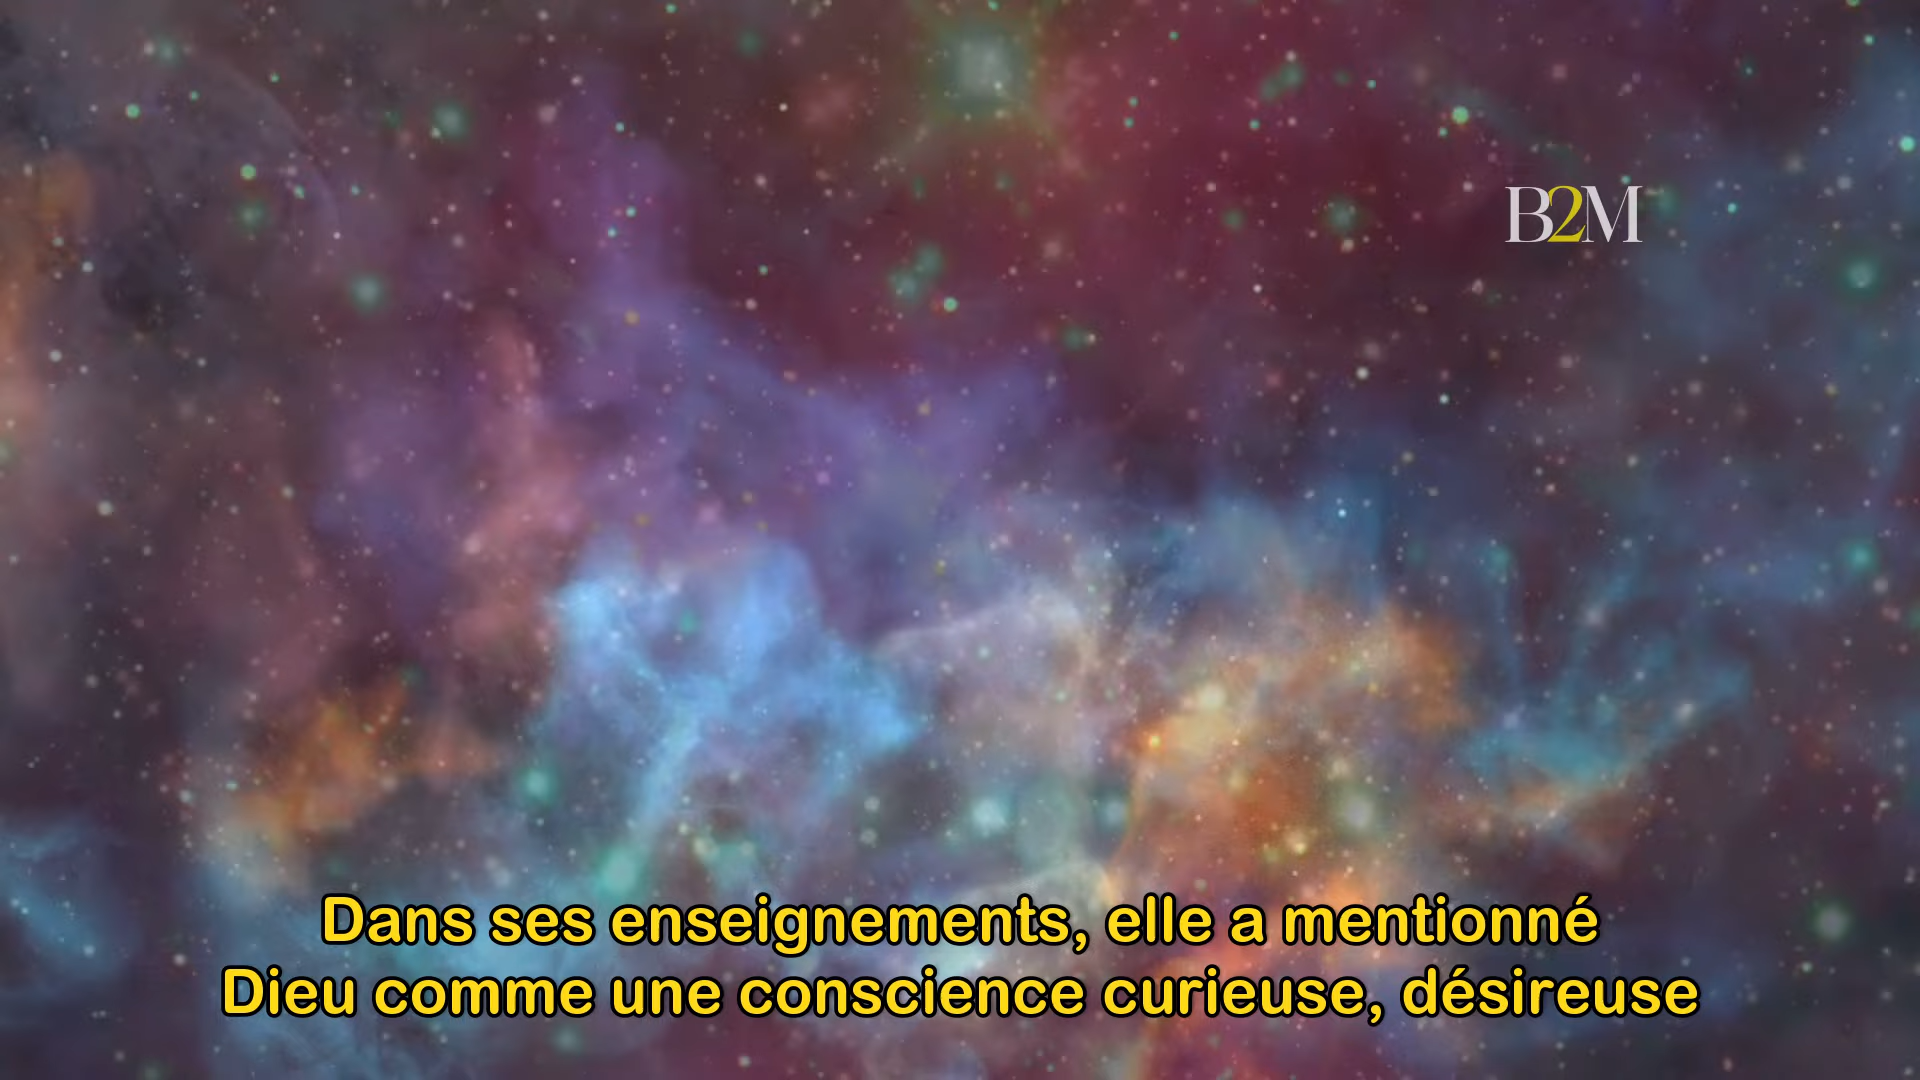 B2M
Dans ses enseignements, elle a mentionné
Dieu comme une conscience curieuse, désireuse